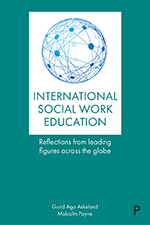 INTERNATIONAL
SOCIAL WORK
EDUCATION
Reflections from leading
figures across the globe
Gurid Aga Askeland
Malcolm Payne
P